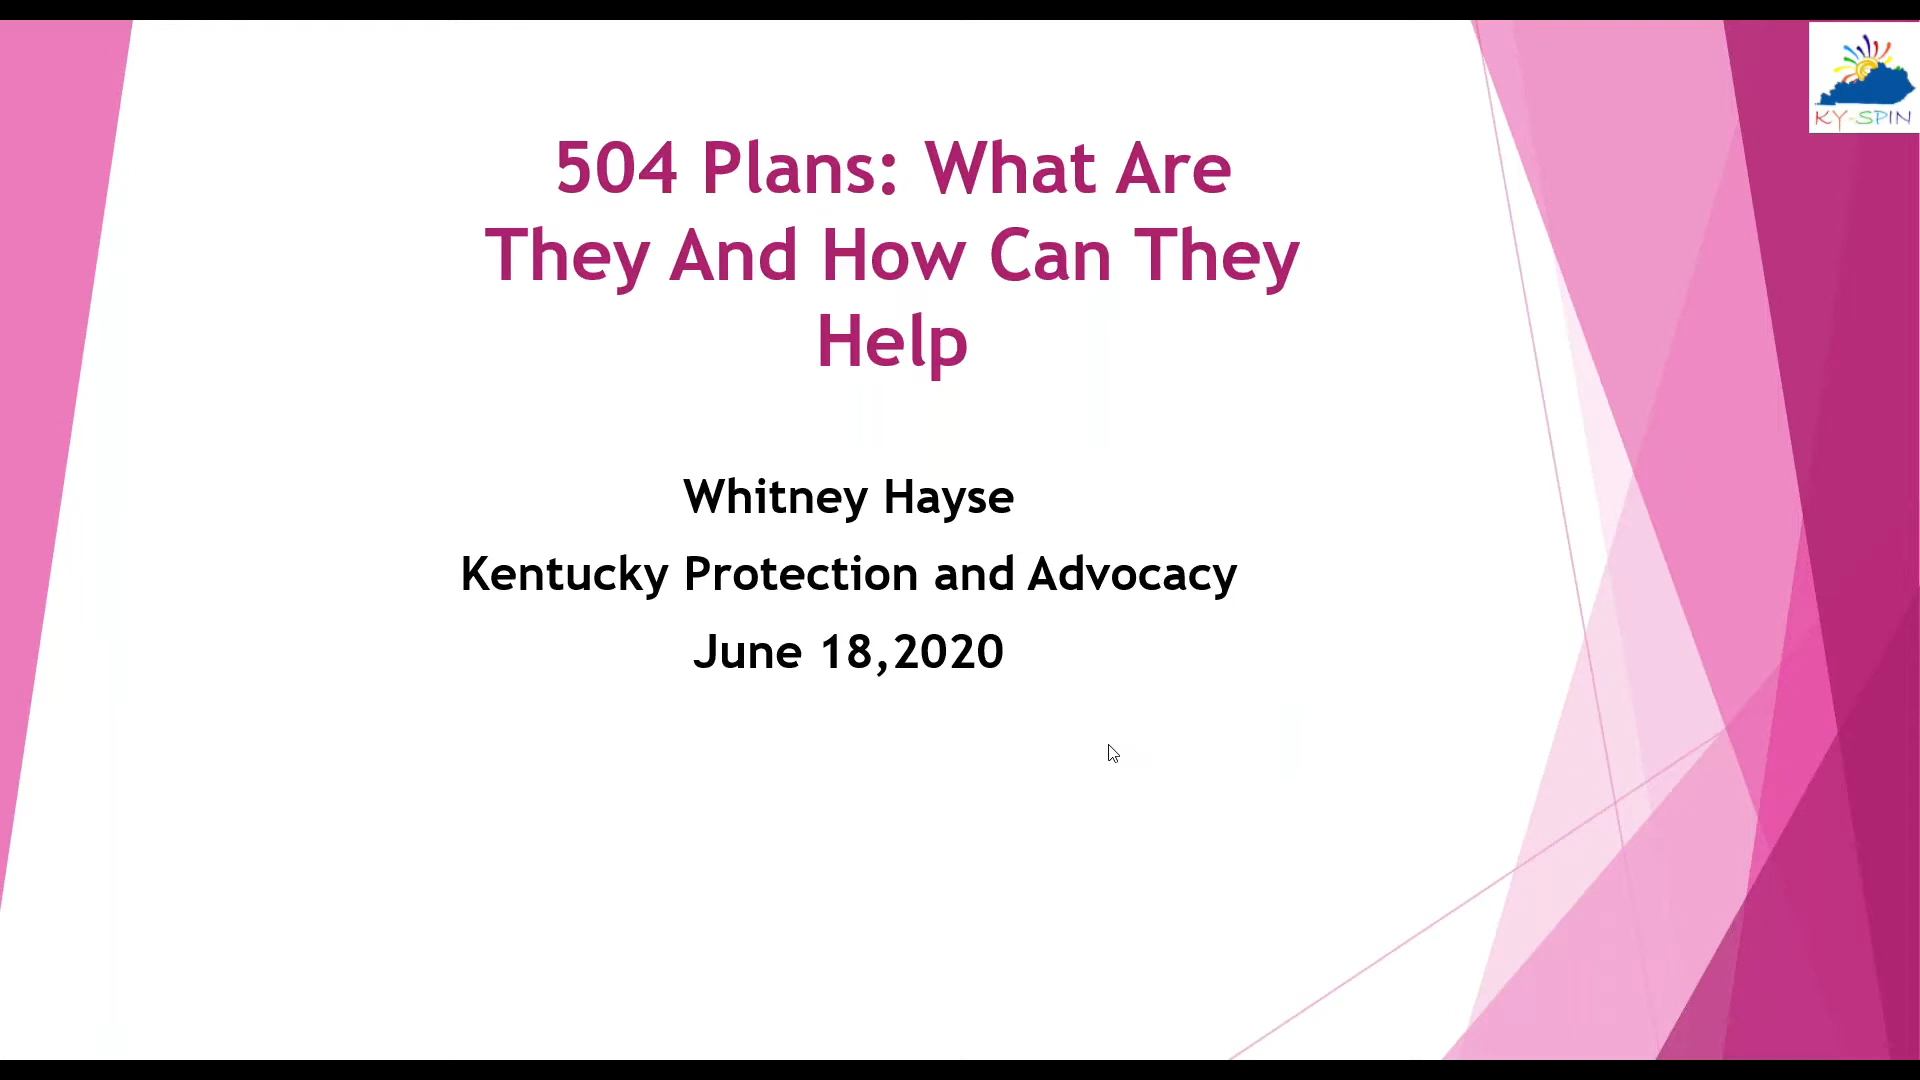 KY-SPIN
504 Plans: What Are
They And How Can They
Help
Whitney Hayse
Kentucky Protection and Advocacy
June 18,2020